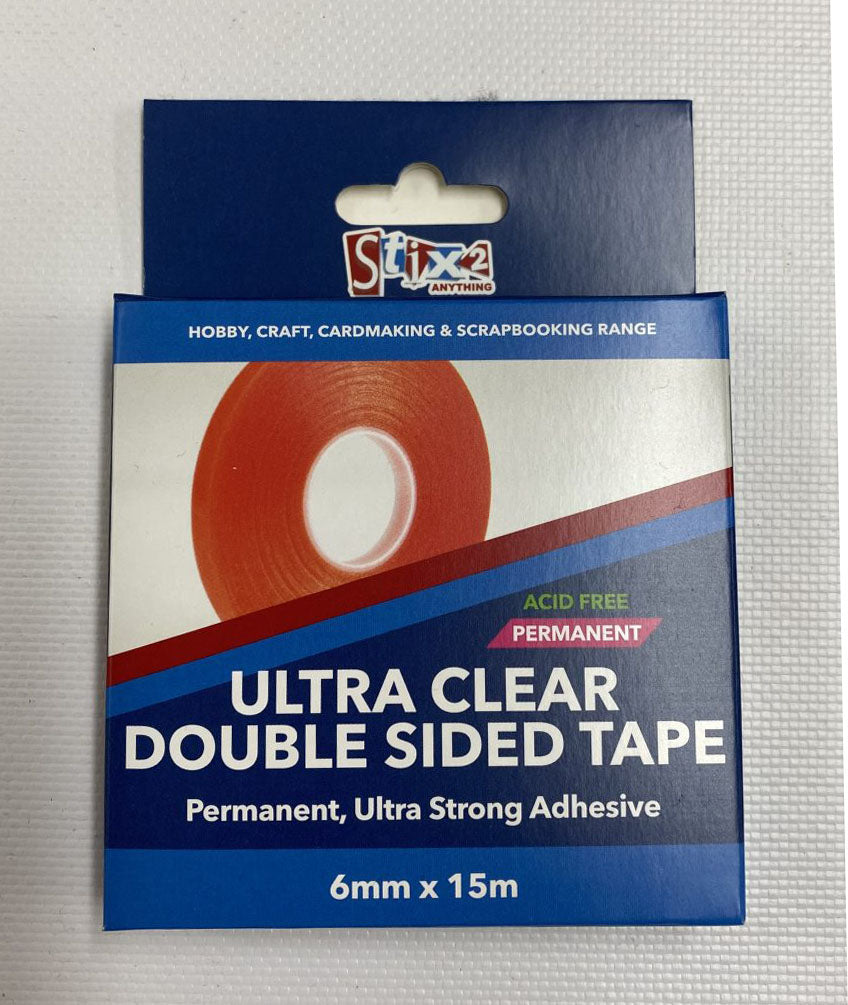 Stix2
ANYTHING
HOBBY, CRAFT, CARDMAKING & SCRAPBOOKING RANGE
ACID FREE
PERMANENT
ULTRA CLEAR
DOUBLE SIDED TAPE
Permanent, Ultra Strong Adhesive
6mm x 15m